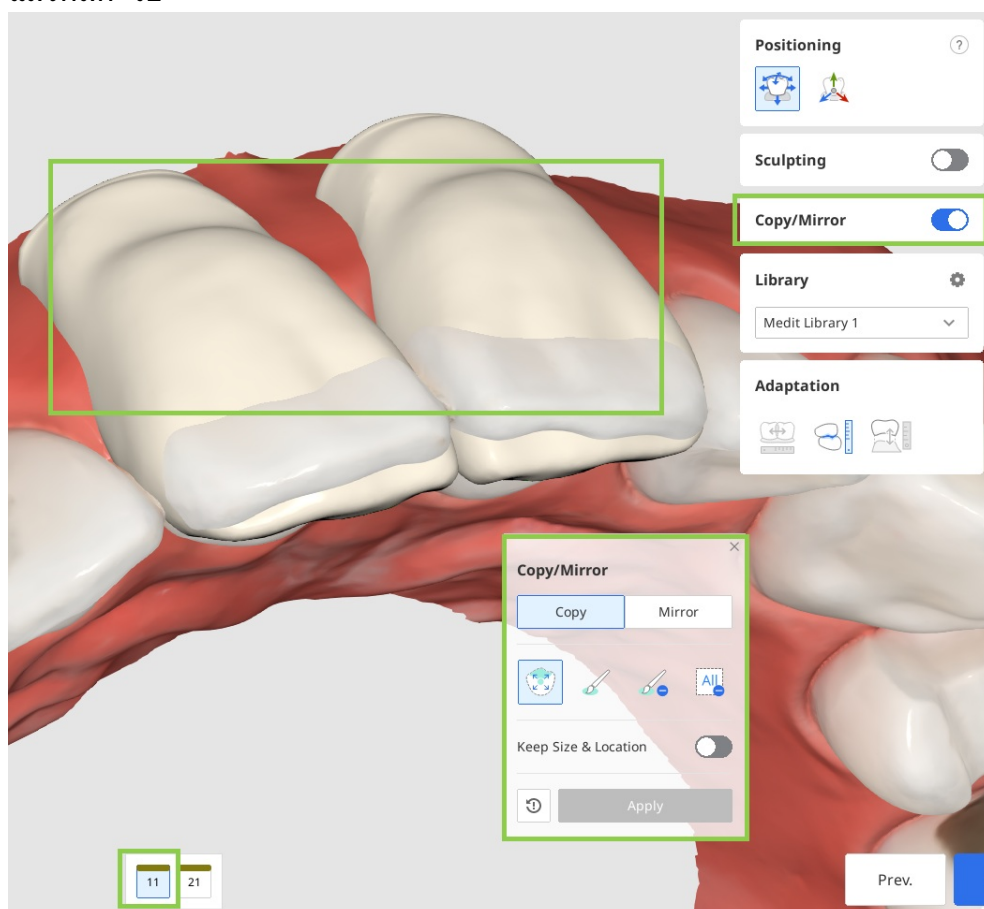 Positioning
?
Sculpting
Copy/Mirror
Library
Medit Library 1
Adaptation
Copy/Mirror
Copy
Mirror
All
Keep Size & Location
Apply
11
21
Prev.